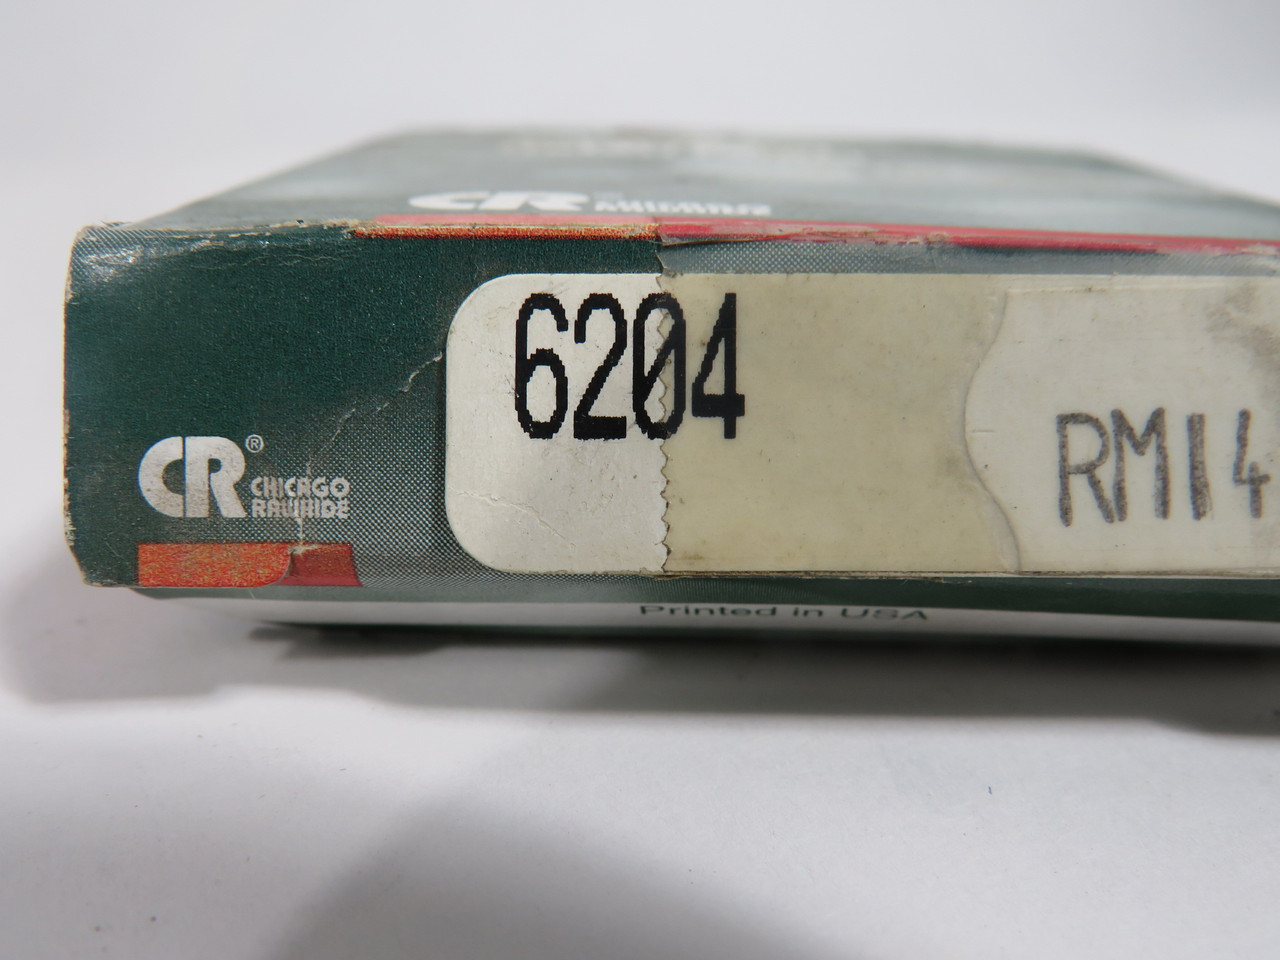 CR
6204
RM14
CR® CHICAGO
RAWHIDE
Printed in USA